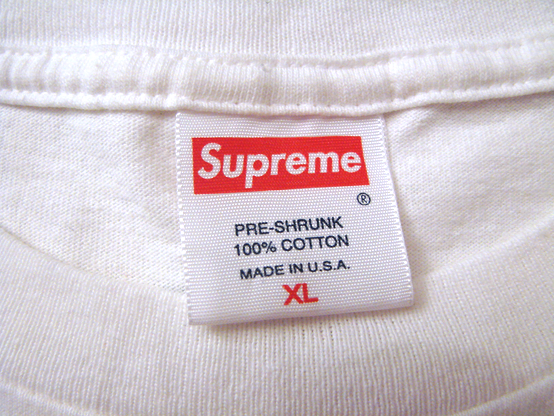 Supreme
®
PRE-SHRUNK
100% COTTON
MADE IN U.S.A.
XL